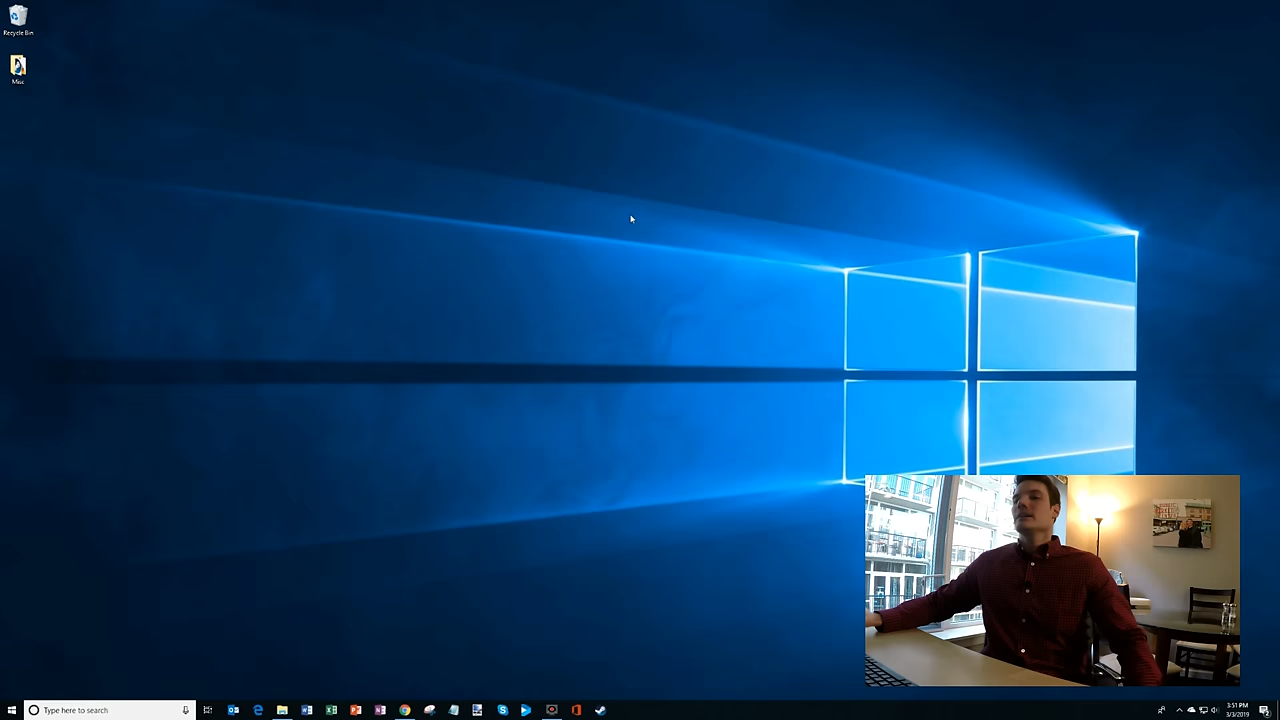 Recycle Bin
Misc
Type here to search
3:51 PM
3/3/2019